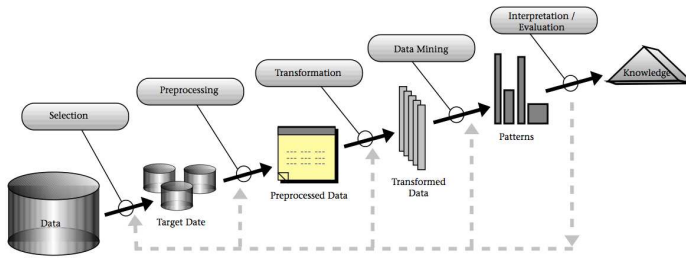 Interpretation /
Evaluation
Data Mining
Transformation
Preprocessing
Selection
Data
Target Date
Preprocessed Data
Transformed
Data
Patterns
Knowledge